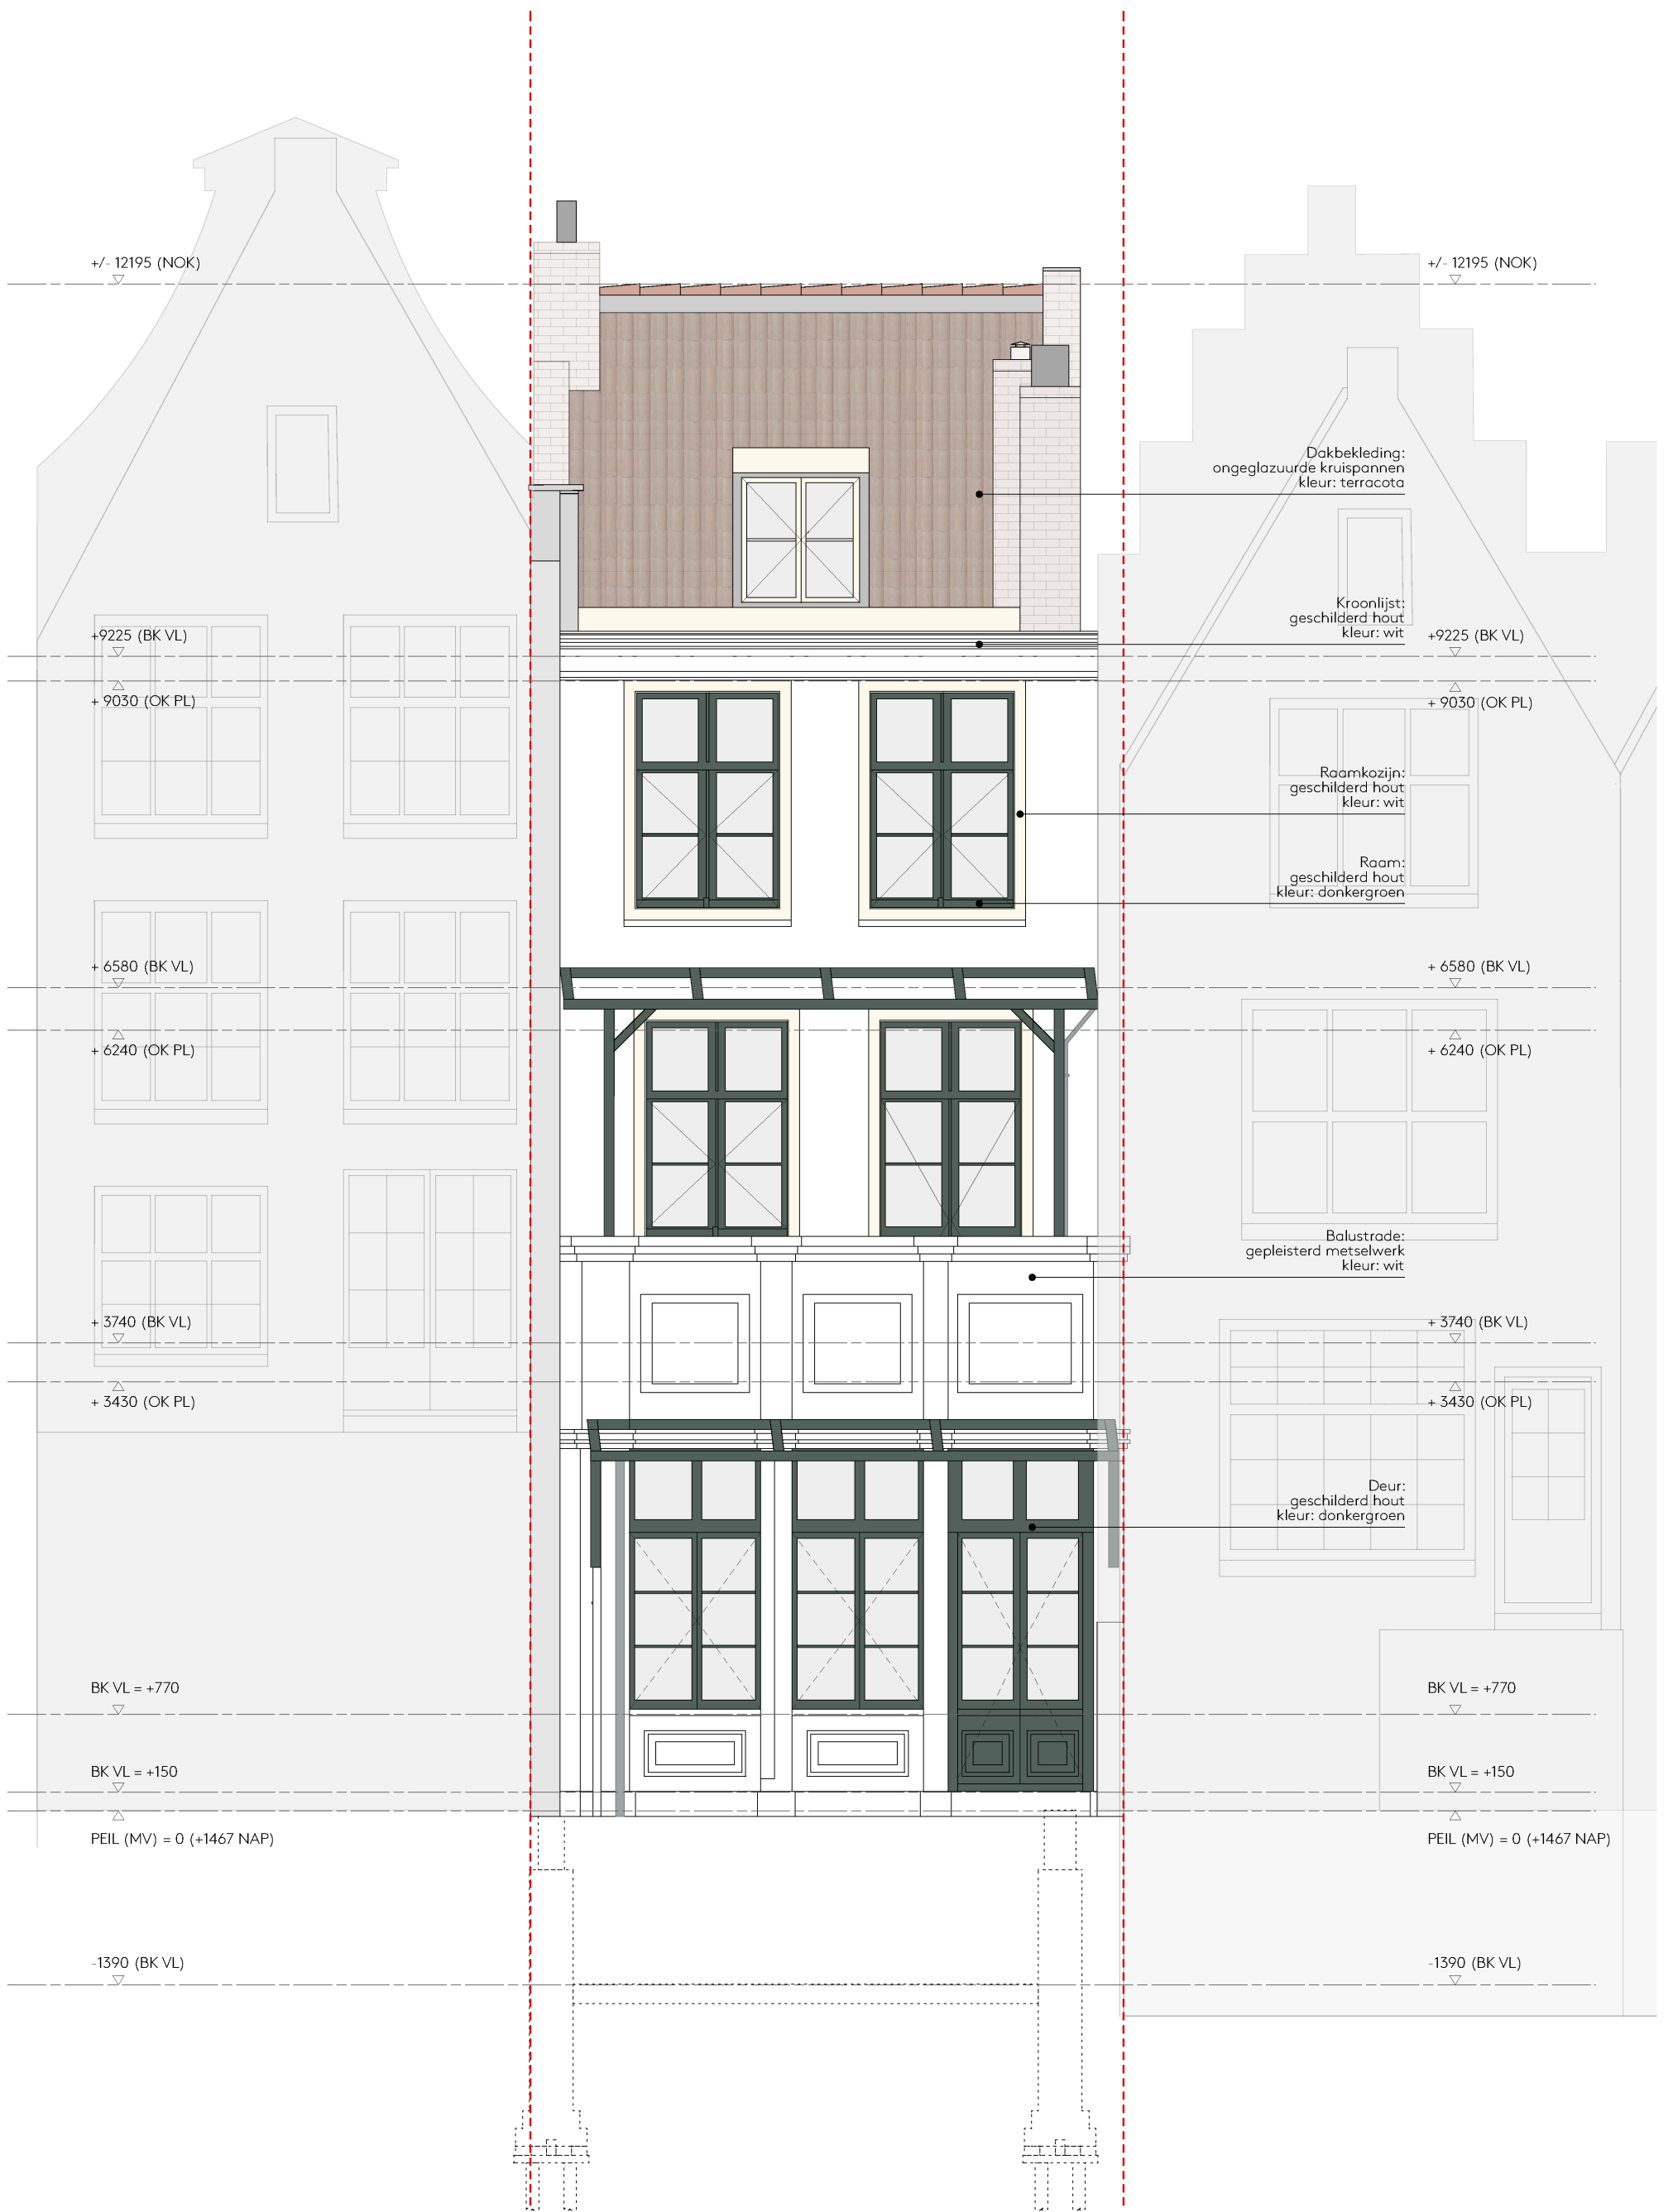 +/- 12195 (NOK)
+/- 12195 (NOK)
Dakbekleding:
ongeglazuurde kruispannen
kleur: terracota
Kroonlijst:
geschilderd hout
kleur: wit
+9225 (BK VL)
+9225 (BK VL)
+ 9030 (OK PL)
+ 9030 (OK PL)
Raamkozijn:
geschilderd hout
kleur: wit
Raam:
geschilderd hout
kleur: donkergroen
+ 6580 (BK VL)
+ 6580 (BK VL)
+ 6240 (OK PL)
+ 6240 (OK PL)
Balustrade:
gepleisterd metselwerk
kleur: wit
+ 3740 (BK VL)
+ 3740 (BK VL)
+ 3430 (OK PL)
+ 3430 (OK PL)
Deur:
geschilderd hout
kleur: donkergroen
BK VL = +770
BK VL = +770
BK VL = +150
BK VL = +150
PEIL (MV) = 0 (+1467 NAP)
PEIL (MV) = 0 (+1467 NAP)
-1390 (BK VL)
-1390 (BK VL)